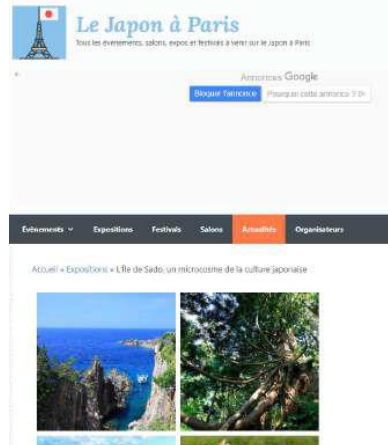 Le Japon à Paris
Tous les événements, salons, expos et festivals à venir sur le Japon à Paris
Annonces Google
Bloquer l'annonce
Pourquoi cette annonce ?
Événements
Expositions
Festivals
Salons
Actualités
Organisateurs
Accueil » Expositions » L'Île de Sado, un microcosme de la culture japonaise